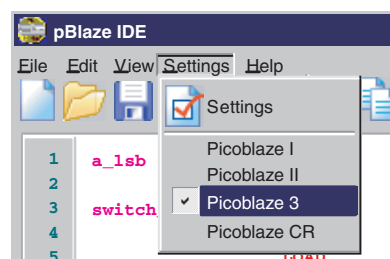 pBlaze IDE
File Edit View Settings Help
Settings
Picoblaze I
Picoblaze II
Picoblaze 3
Picoblaze CR
1 a_lsb
2
3 switch
4
5 LOAD